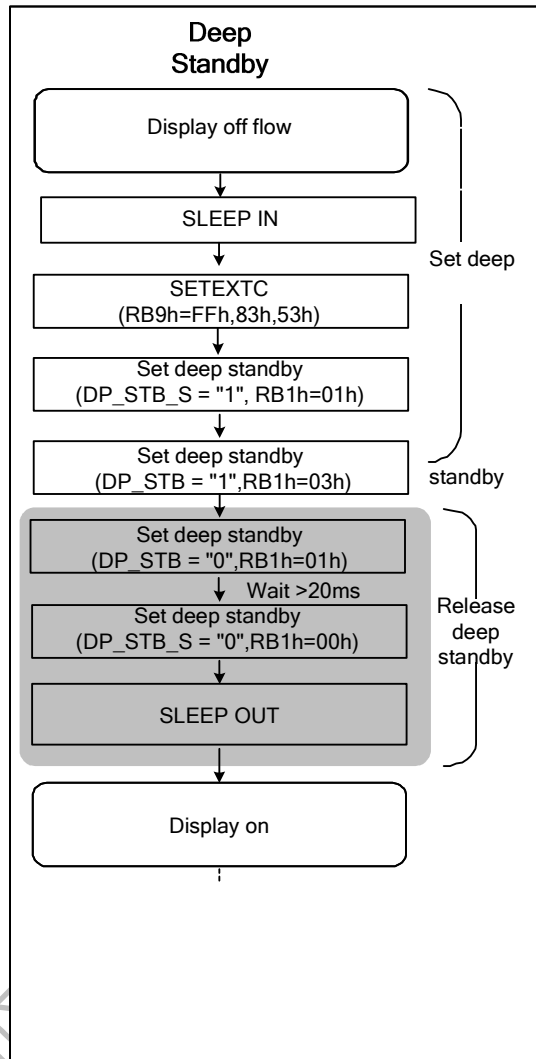 Deep
Standby
Display off flow
SLEEP IN
Set deep
SETEXTC
(RB9h=FFh,83h,53h)
Set deep standby
(DP_STB_S = "1", RB1h=01h)
Set deep standby
(DP_STB = "1",RB1h=03h)
standby
Set deep standby
(DP_STB = "0",RB1h=01h)
Wait >20ms
Set deep standby
(DP_STB_S = "0",RB1h=00h)
Release
deep
standby
SLEEP OUT
Display on